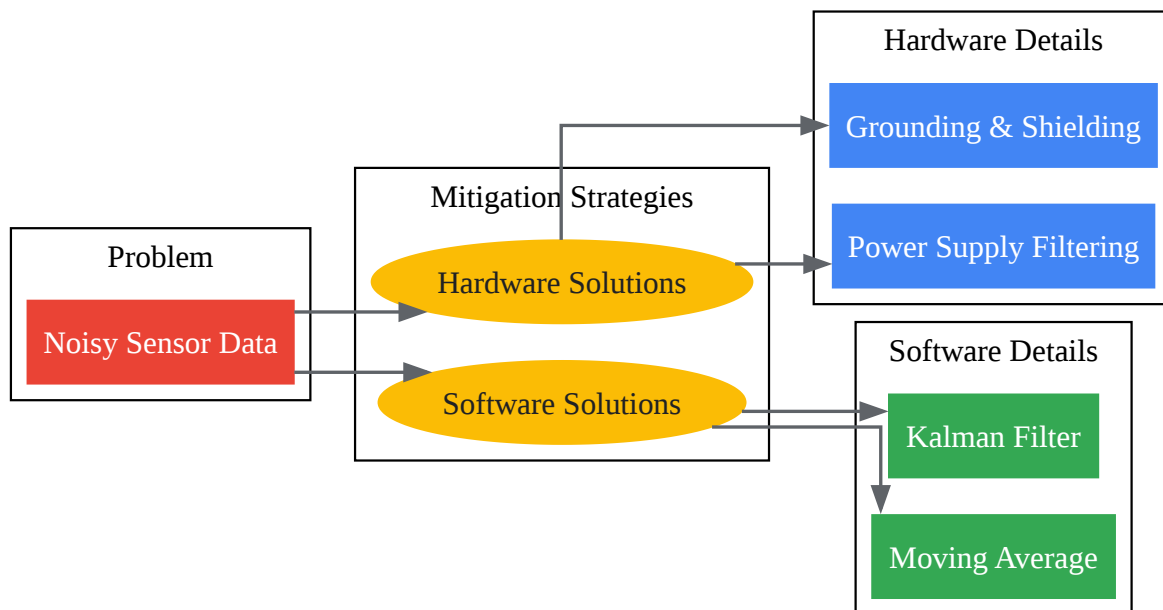 Problem
Noisy Sensor Data
Mitigation Strategies
Hardware Solutions
Software Solutions
Hardware Details
Grounding & Shielding
Power Supply Filtering
Software Details
Kalman Filter
Moving Average